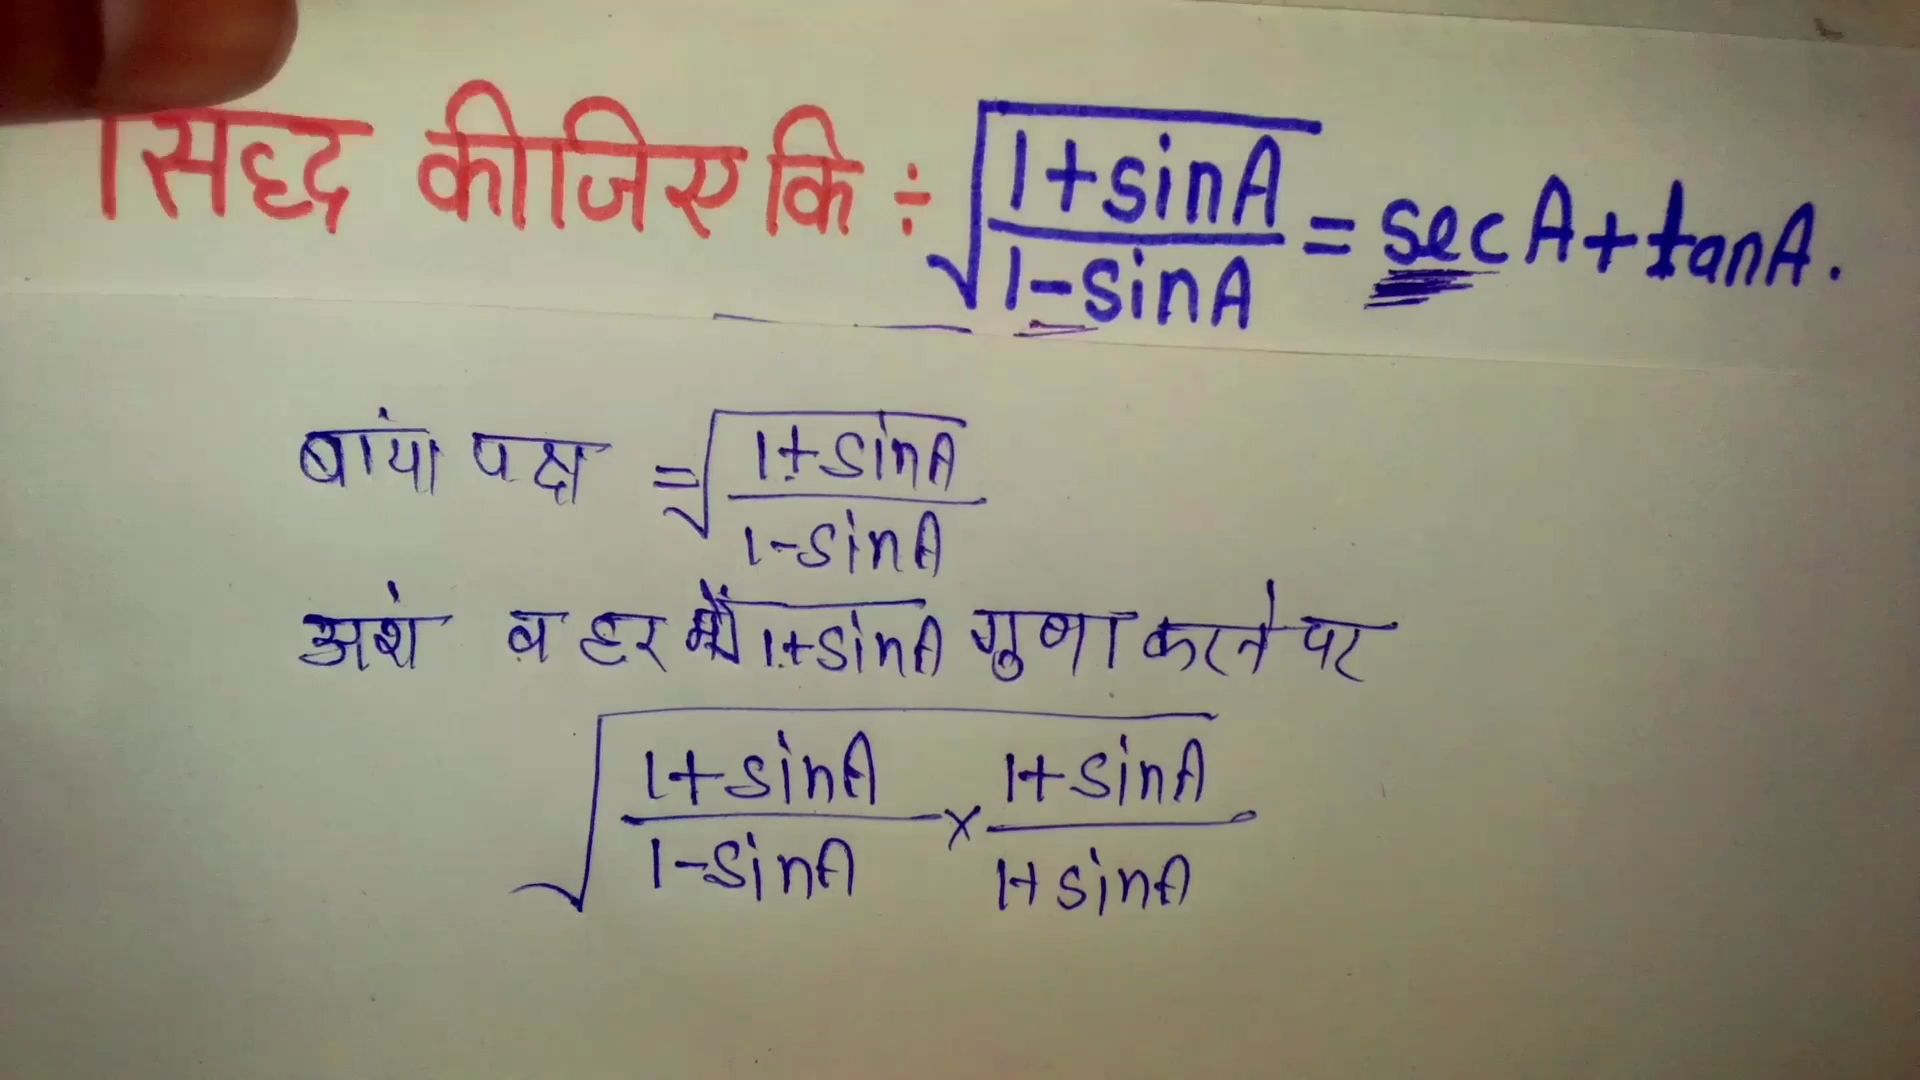 सिद्ध कीजिए कि ÷ √(1+sinA)/(1-sinA) = secA+tanA.
बांया पक्ष = √(1+sinA)/(1-sinA)
अशं व हर में 1+sinA गुणा करने पर
√(1+sinA)/(1-sinA) × (1+sinA)/(1+sinA)